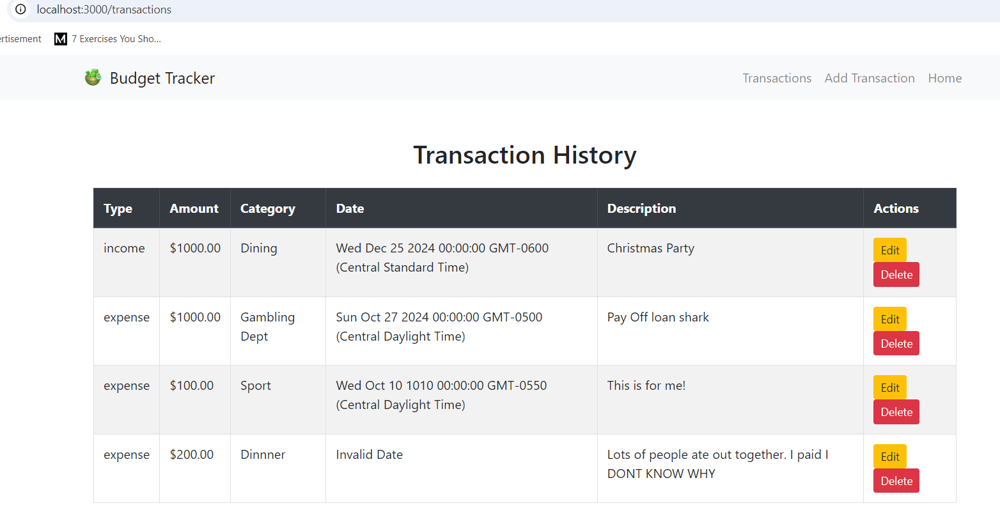 localhost:3000/transactions
ertisement 7 Exercises You Sho...
Budget Tracker Transactions Add Transaction Home
Transaction History
Type Amount Category Date Description Actions
income $1000.00 Dining Wed Dec 25 2024 00:00:00 GMT-0600 Christmas Party Edit
(Central Standard Time) Delete
expense $1000.00 Gambling Sun Oct 27 2024 00:00:00 GMT-0500 Pay Off loan shark Edit
Dept (Central Daylight Time) Delete
expense $100.00 Sport Wed Oct 10 1010 00:00:00 GMT-0550 This is for me! Edit
(Central Daylight Time) Delete
expense $200.00 Dinnner Invalid Date Lots of people ate out together. I paid I Edit
DONT KNOW WHY Delete